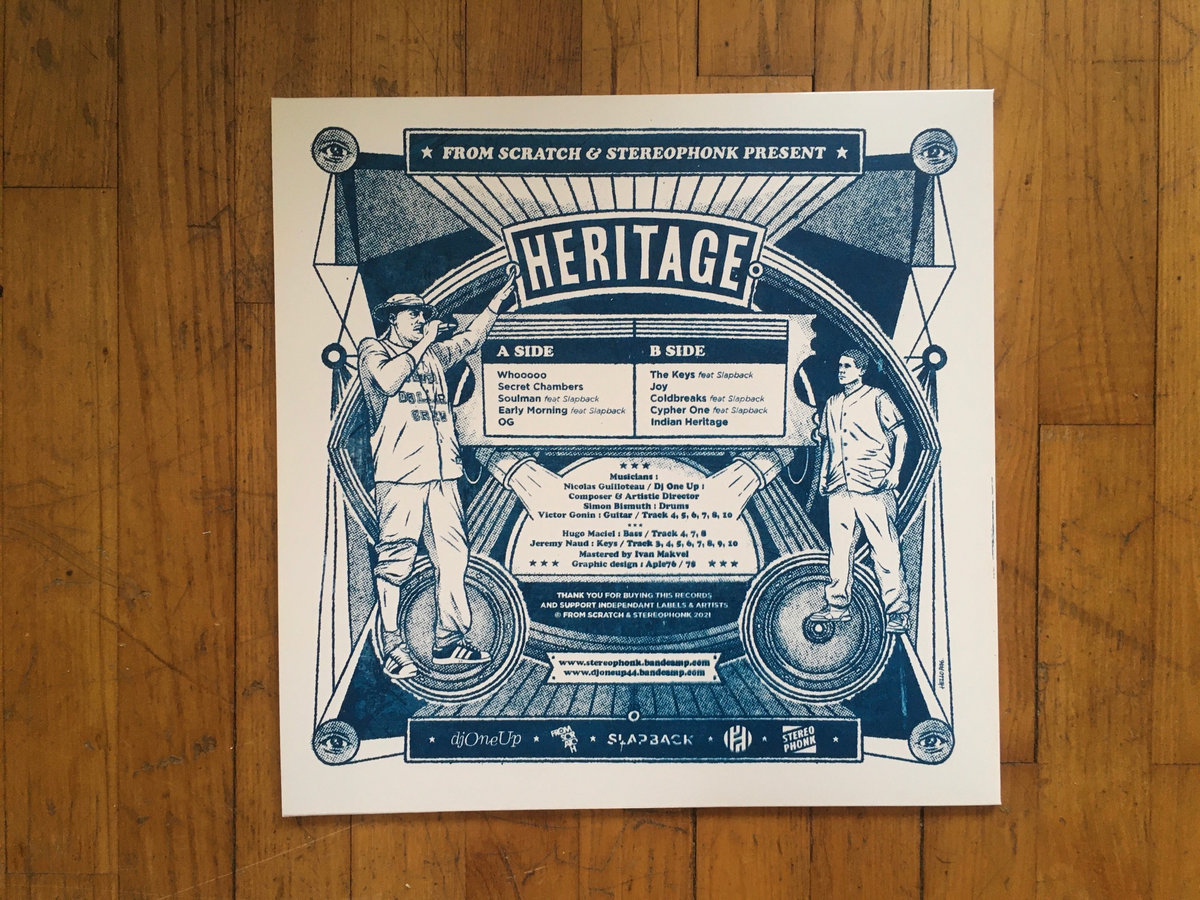 ★ FROM SCRATCH & STEREOPHONK PRESENT ★
HERITAGE
A SIDE
Whooooo
Secret Chambers
Soulman feat Slapback
Early Morning feat Slapback
OG
B SIDE
The Keys feat Slapback
Joy
Coldbreaks feat Slapback
Cypher One feat Slapback
Indian Heritage
★ ★ ★
Musicians :
Nicolas Guilloteau / Dj One Up :
Composer & Artistic Director
Simon Bismuth : Drums
Victor Gonin : Guitar / Track 4, 5, 6, 7, 8, 10
★ ★ ★
Hugo Maciel : Bass / Track 4, 7, 8
Jeremy Naud : Keys / Track 3, 4, 5, 6, 7, 8, 9, 10
Mastered by Ivan Makvel
★ ★ ★ Graphic design : Aple76 / 78 ★ ★ ★
THANK YOU FOR BUYING THIS RECORDS
AND SUPPORT INDEPENDANT LABELS & ARTISTS
© FROM SCRATCH & STEREOPHONK 2021
www.stereophonk.bandcamp.com
www.djoneup44.bandcamp.com
★ djOneUp ★ FROM SCRATCH ★ SLAPBACK ★ ★ STEREO
PHONK ★